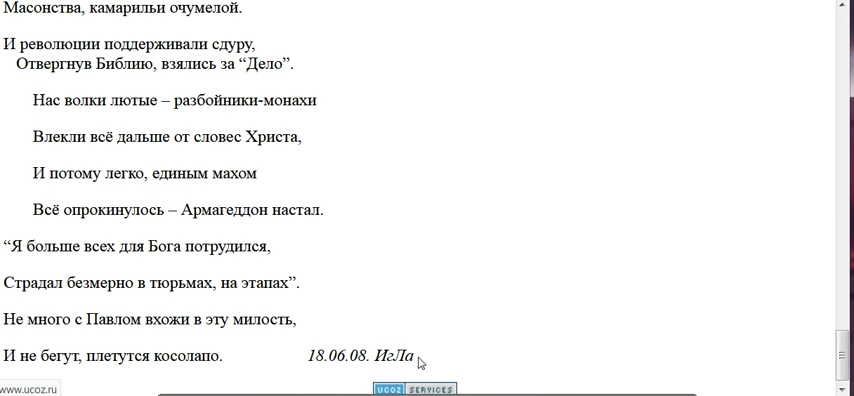 Масонства, камарильи очумелой.
И революции поддерживали сдуру,
Отвергнув Библию, взялись за “Дело”.
Нас волки лютые – разбойники-монахи
Влекли всё дальше от словес Христа,
И потому легко, единым махом
Всё опрокинулось – Армагеддон настал.
“Я больше всех для Бога потрудился,
Страдал безмерно в тюрьмах, на этапах”.
Не много с Павлом вхожи в эту милость,
И не бегут, плетутся косолапо. 18.06.08. ИгЛа
www.ucoz.ru
UCOZ SERVICES